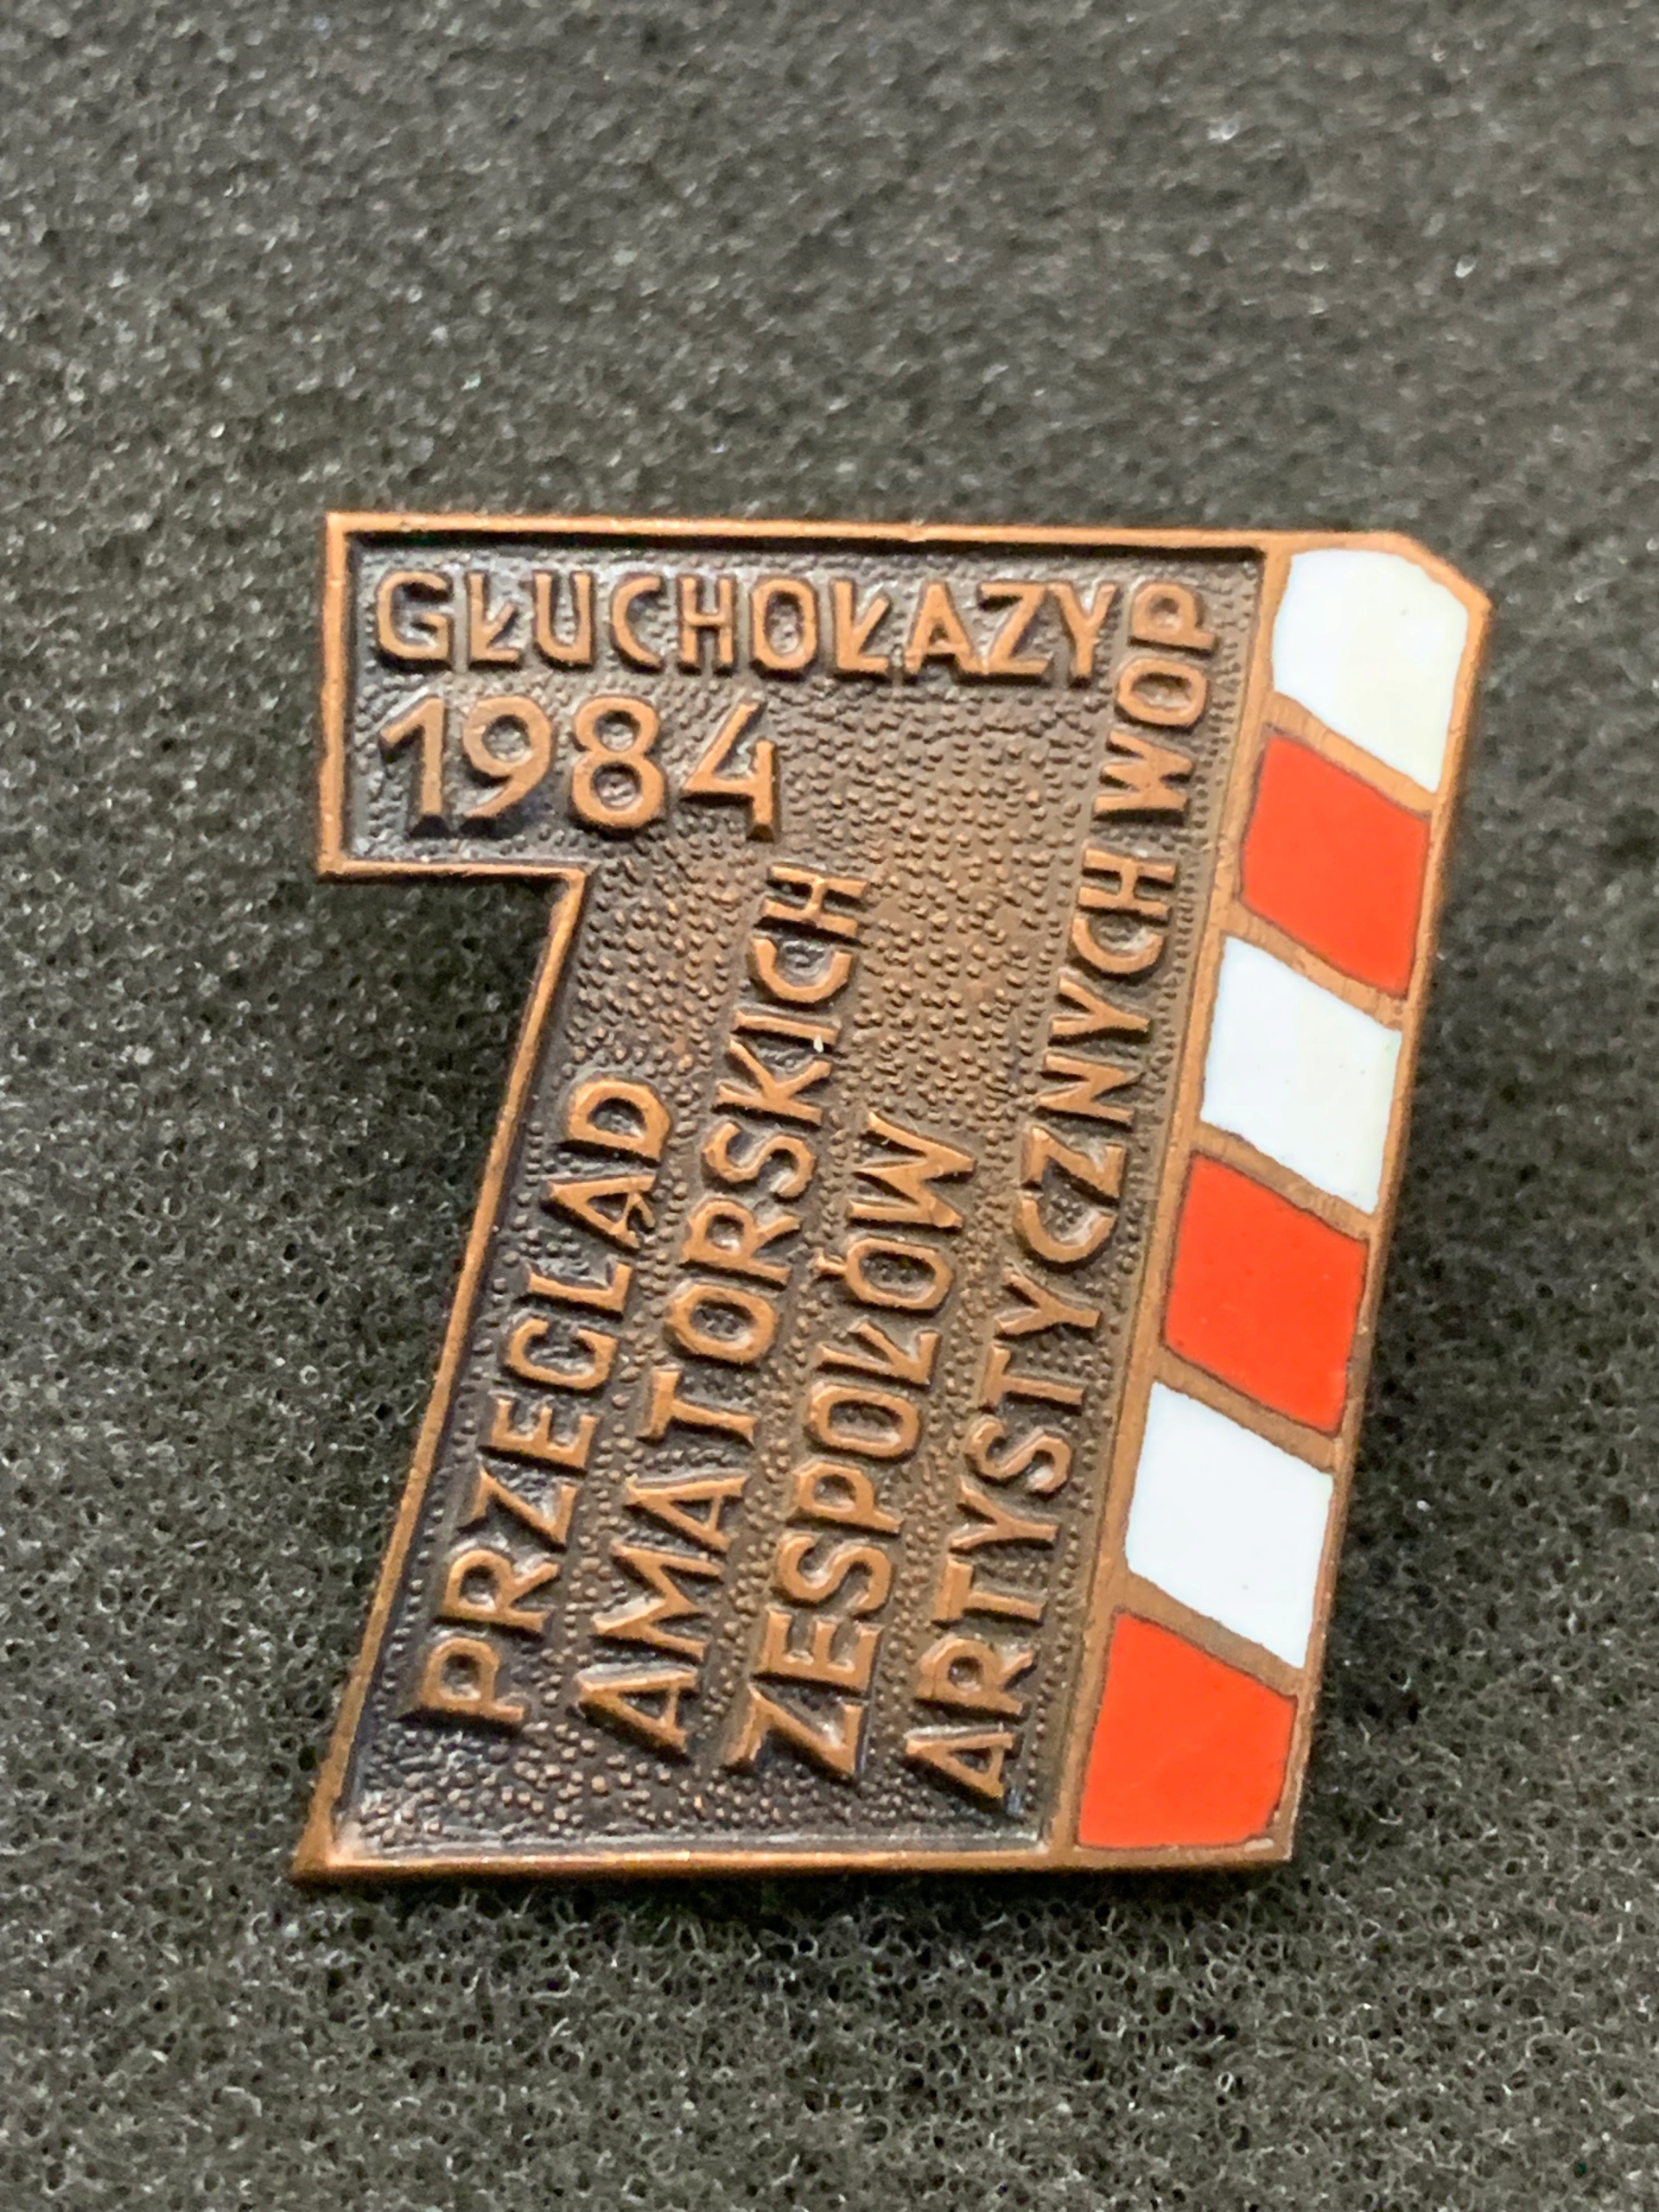 GŁUCHOŁAZY
1984
PRZEGLĄD
AMATORSKICH
ZESPOŁÓW
ARTYSTYCZNYCH WOP